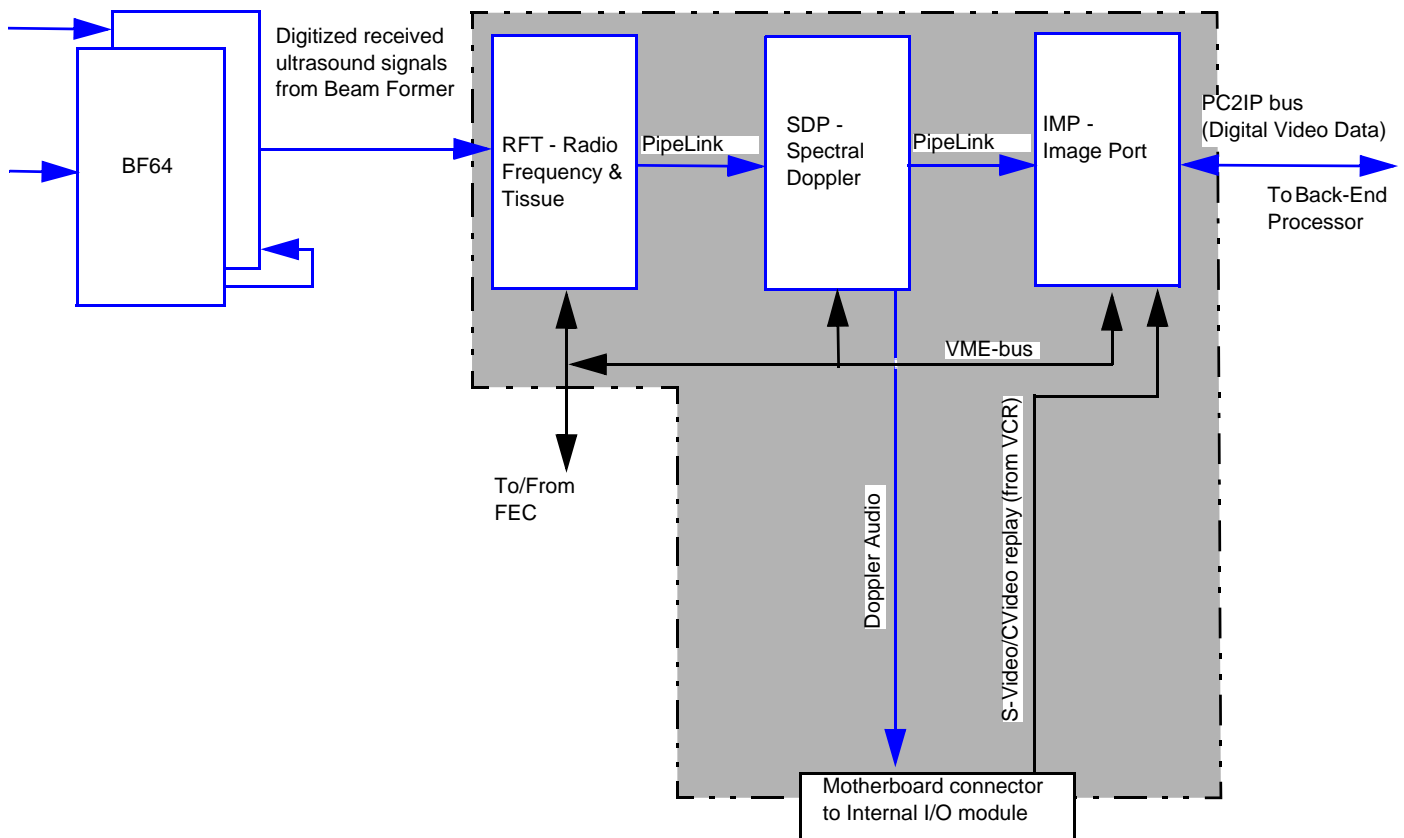 Digitized received
ultrasound signals
from Beam Former
BF64
RFT - Radio
Frequency &
Tissue
PipeLink
SDP -
Spectral
Doppler
PipeLink
IMP -
Image Port
PC2IP bus
(Digital Video Data)
To Back-End
Processor
VME-bus
To/From
FEC
Doppler Audio
S-Video/CVideo replay (from VCR)
Motherboard connector
to Internal I/O module